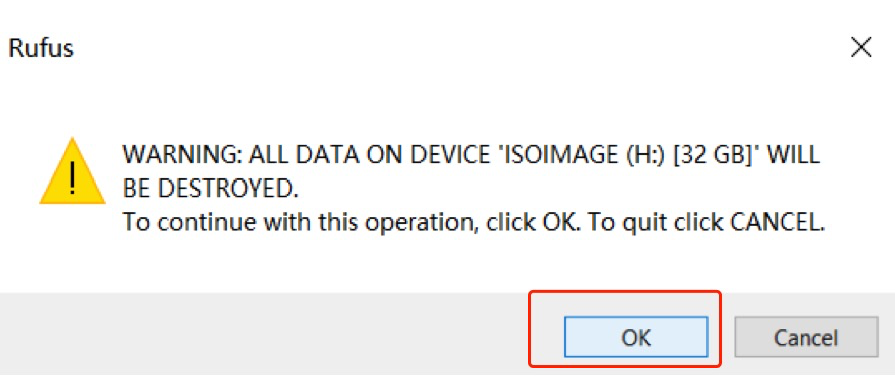 Rufus
WARNING: ALL DATA ON DEVICE 'ISOIMAGE (H:) [32 GB]' WILL
BE DESTROYED.
To continue with this operation, click OK. To quit click CANCEL.
OK
Cancel